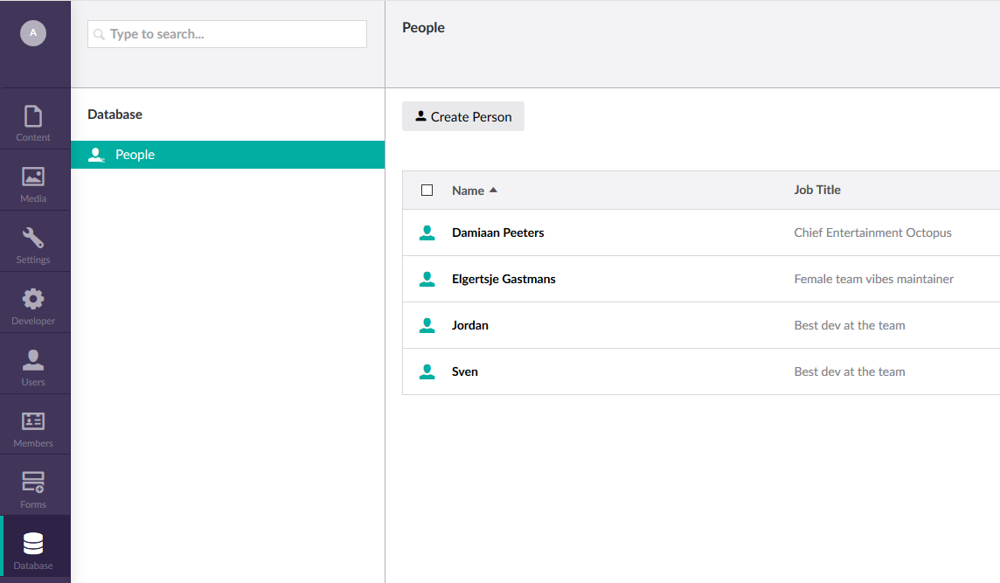 A
Content
Media
Settings
Developer
Users
Members
Forms
Database
Type to search...
Database
People
People
Create Person
Name Job Title
Damiaan Peeters Chief Entertainment Octopus
Elgertsje Gastmans Female team vibes maintainer
Jordan Best dev at the team
Sven Best dev at the team